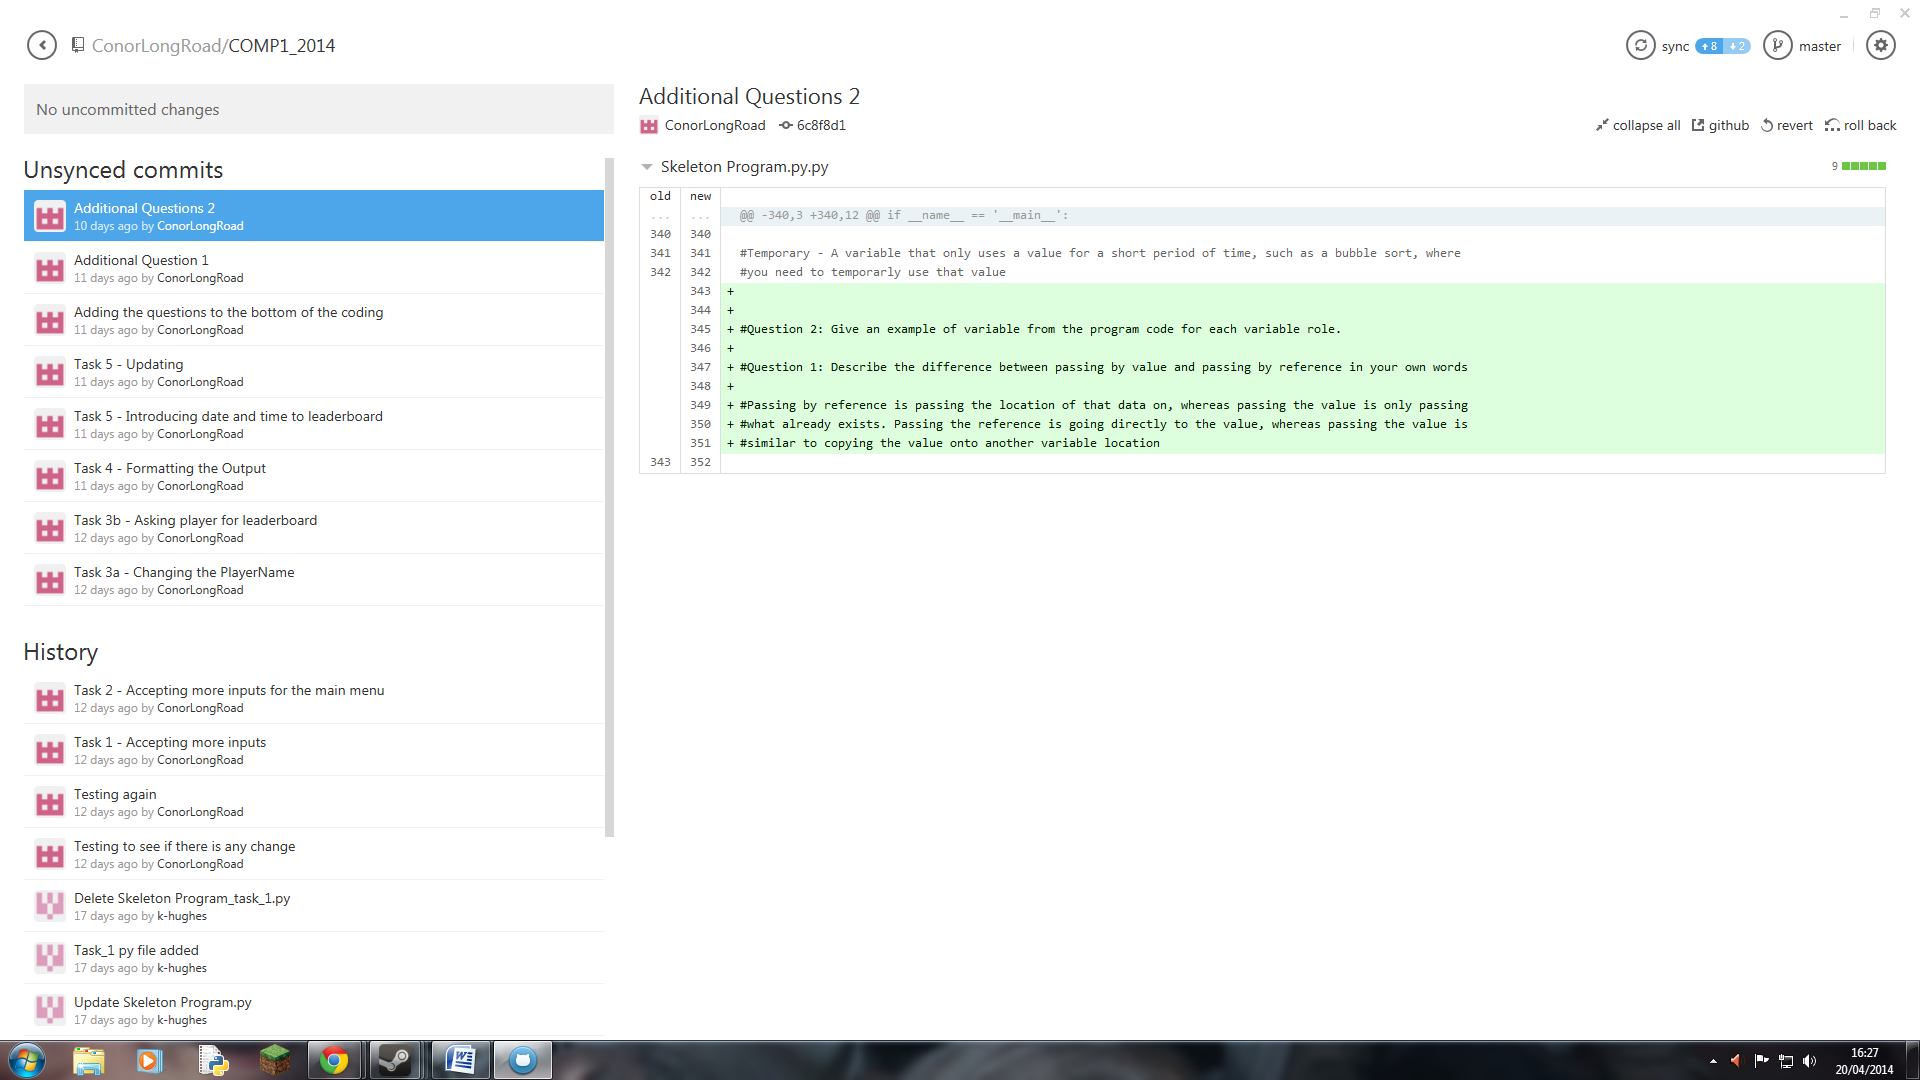 ConorLongRoad/COMP1_2014
sync 8 2 master
No uncommitted changes
Unsynced commits
Additional Questions 2
10 days ago by ConorLongRoad
Additional Question 1
11 days ago by ConorLongRoad
Adding the questions to the bottom of the coding
11 days ago by ConorLongRoad
Task 5 - Updating
11 days ago by ConorLongRoad
Task 5 - Introducing date and time to leaderboard
11 days ago by ConorLongRoad
Task 4 - Formatting the Output
11 days ago by ConorLongRoad
Task 3b - Asking player for leaderboard
12 days ago by ConorLongRoad
Task 3a - Changing the PlayerName
12 days ago by ConorLongRoad
History
Task 2 - Accepting more inputs for the main menu
12 days ago by ConorLongRoad
Task 1 - Accepting more inputs
12 days ago by ConorLongRoad
Testing again
12 days ago by ConorLongRoad
Testing to see if there is any change
12 days ago by ConorLongRoad
Delete Skeleton Program_task_1.py
17 days ago by k-hughes
Task_1 py file added
17 days ago by k-hughes
Update Skeleton Program.py
17 days ago by k-hughes
Additional Questions 2
ConorLongRoad 6c8f8d1
collapse all github revert roll back
Skeleton Program.py.py
9
old new
... ... @@ -340,3 +340,12 @@ if __name__ == '__main__':
340 340
341 341 #Temporary - A variable that only uses a value for a short period of time, such as a bubble sort, where
342 342 #you need to temporarly use that value
343 +
344 +
345 + #Question 2: Give an example of variable from the program code for each variable role.
346 +
347 + #Question 1: Describe the difference between passing by value and passing by reference in your own words
348 +
349 + #Passing by reference is passing the location of that data on, whereas passing the value is only passing
350 + #what already exists. Passing the reference is going directly to the value, whereas passing the value is
351 + #similar to copying the value onto another variable location
343 352
16:27
20/04/2014